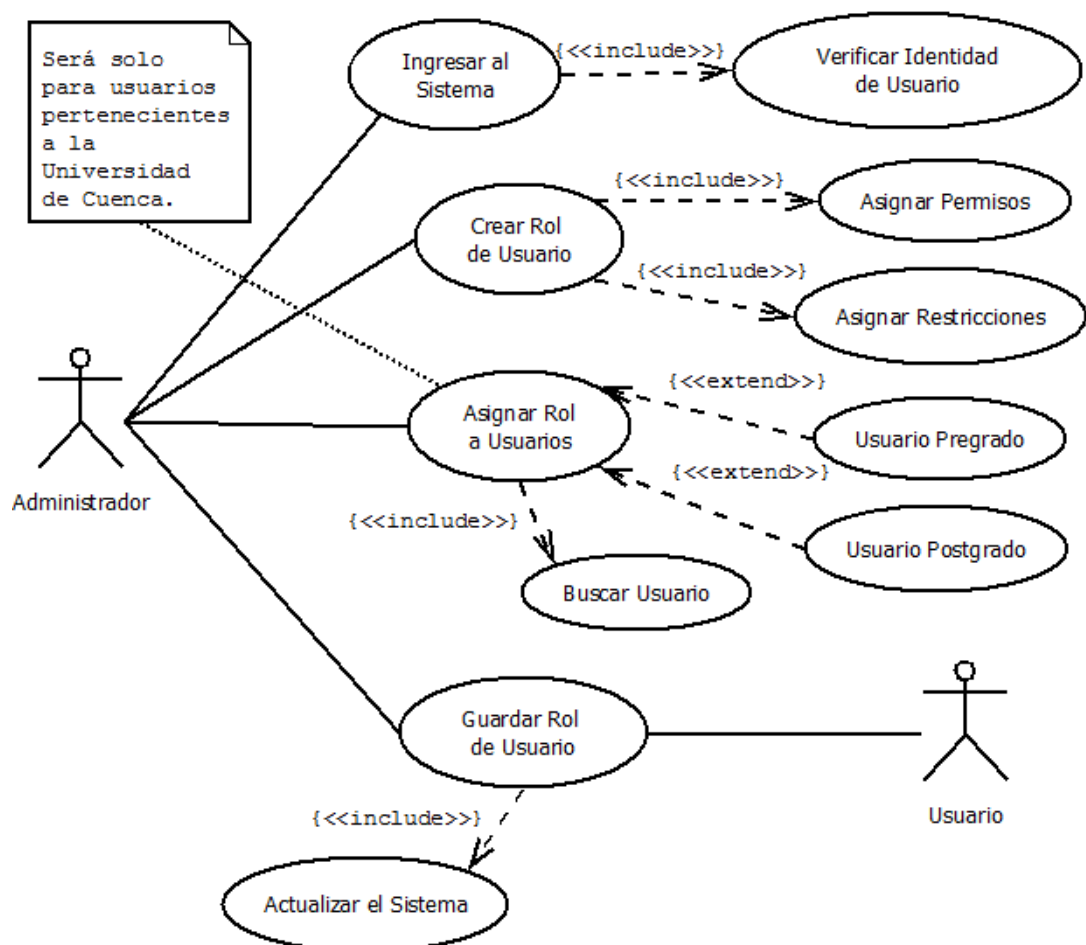 Será solo
para usuarios
pertenecientes
a la
Universidad
de Cuenca.
Ingresar al
Sistema
{<<include>>}
Verificar Identidad
de Usuario
Crear Rol
de Usuario
{<<include>>}
Asignar Permisos
{<<include>>}
Asignar Restricciones
Administrador
Asignar Rol
a Usuarios
{<<extend>>}
Usuario Pregrado
{<<extend>>}
Usuario Postgrado
{<<include>>}
Buscar Usuario
Guardar Rol
de Usuario
Usuario
{<<include>>}
Actualizar el Sistema